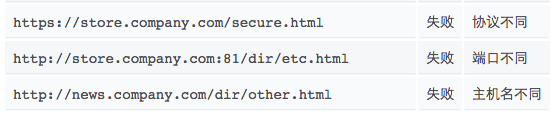 https://store.company.com/secure.html 失败 协议不同
http://store.company.com:81/dir/etc.html 失败 端口不同
http://news.company.com/dir/other.html 失败 主机名不同